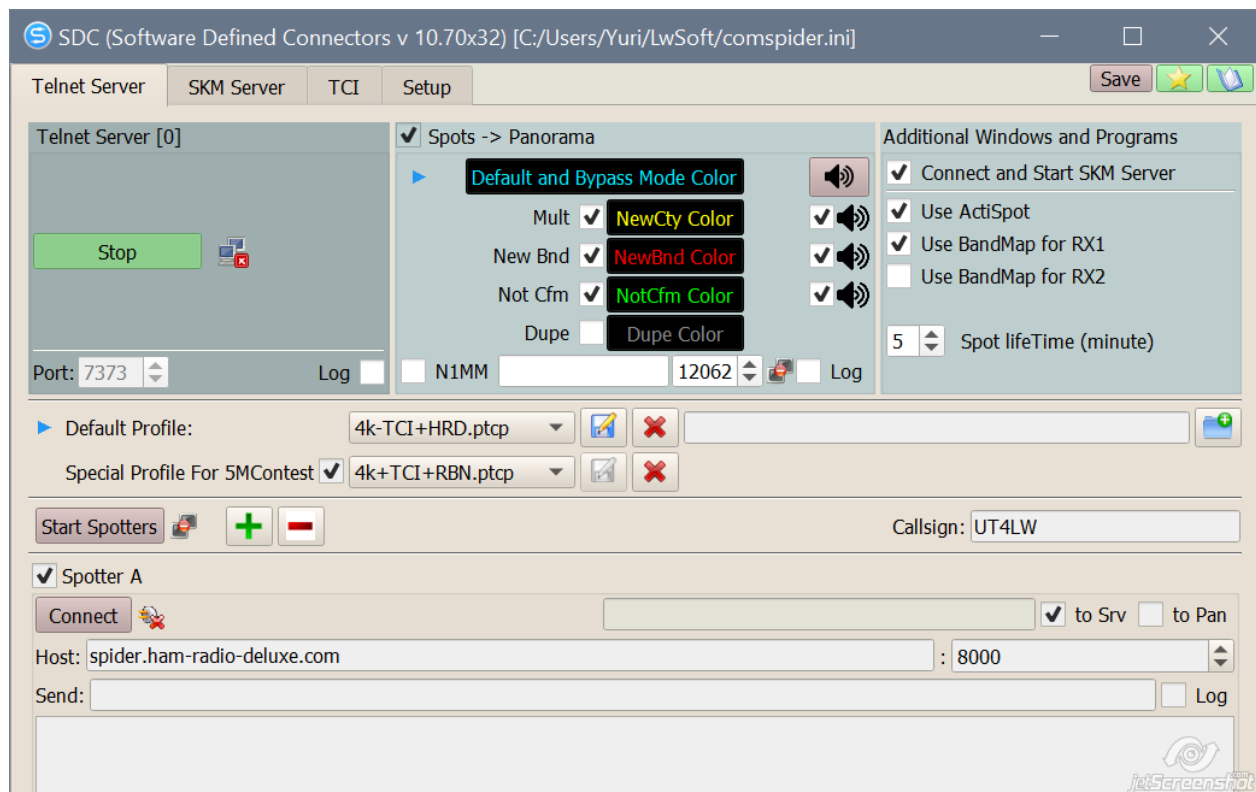 SDC (Software Defined Connectors v 10.70x32) [C:/Users/Yuri/LwSoft/comspider.ini]
Telnet Server SKM Server TCI Setup Save
Telnet Server [0]
Stop
Port: 7373 Log
Spots -> Panorama
Default and Bypass Mode Color
Mult NewCty Color
New Bnd NewBnd Color
Not Cfm NotCfm Color
Dupe Dupe Color
N1MM 12062 Log
Additional Windows and Programs
Connect and Start SKM Server
Use ActiSpot
Use BandMap for RX1
Use BandMap for RX2
5 Spot lifeTime (minute)
Default Profile: 4k-TCI+HRD.ptcp
Special Profile For 5MContest 4k+TCI+RBN.ptcp
Start Spotters Callsign: UT4LW
Spotter A
Connect to Srv to Pan
Host: spider.ham-radio-deluxe.com : 8000
Send: Log
jetScreenshot.com